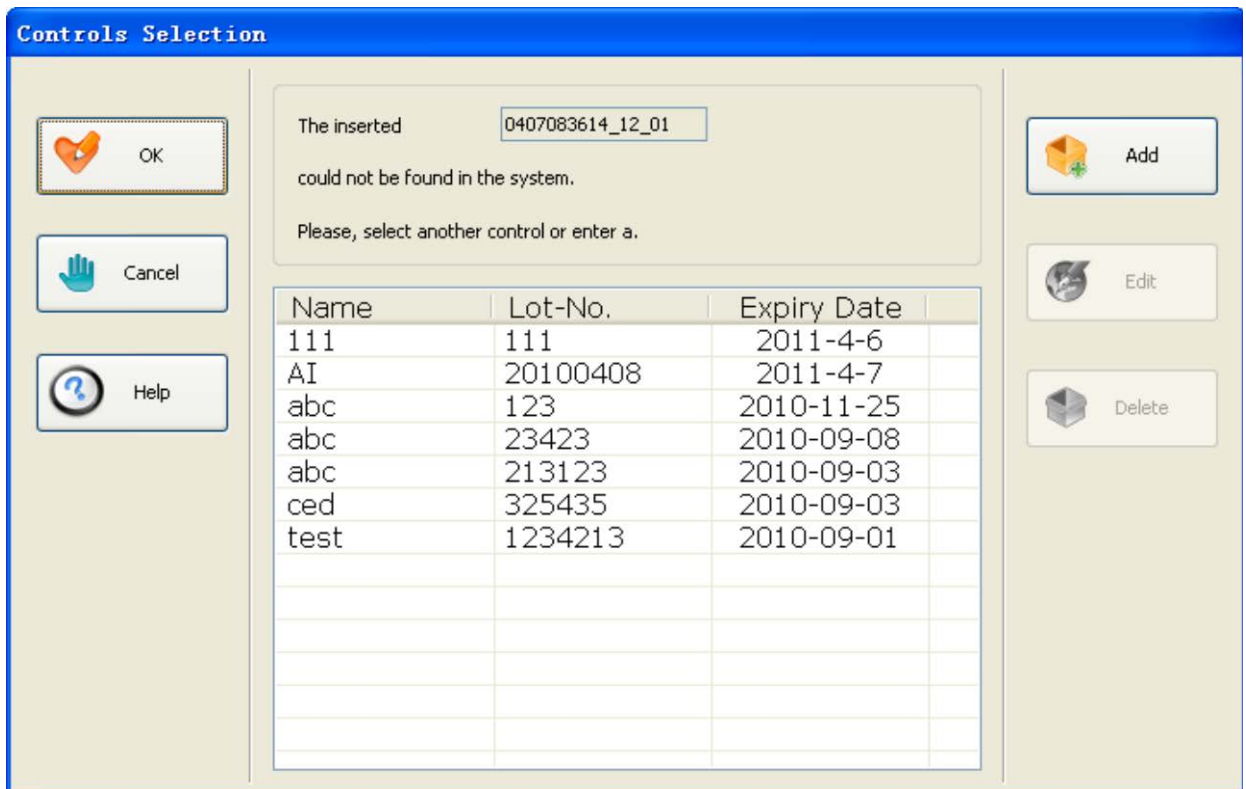 Controls Selection
OK
Cancel
Help
The inserted 0407083614_12_01
could not be found in the system.
Please, select another control or enter a.
Name Lot-No. Expiry Date
111 111 2011-4-6
AI 20100408 2011-4-7
abc 123 2010-11-25
abc 23423 2010-09-08
abc 213123 2010-09-03
ced 325435 2010-09-03
test 1234213 2010-09-01
Add
Edit
Delete